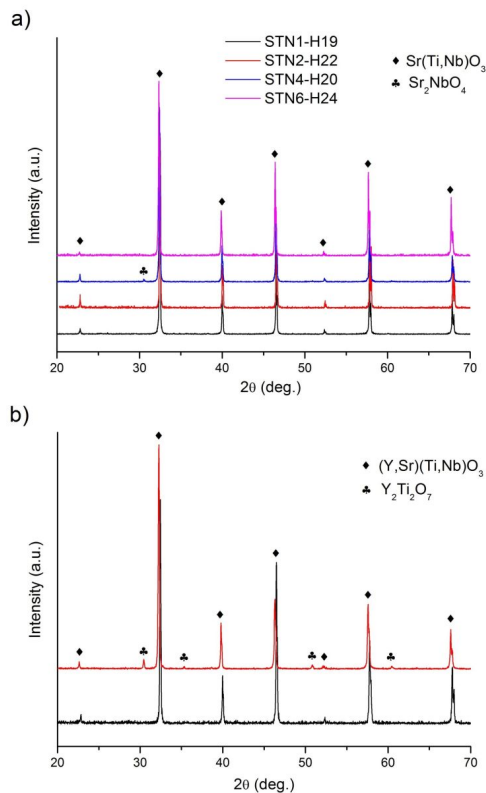 a)
STN1-H19
STN2-H22
STN4-H20
STN6-H24
♦ Sr(Ti,Nb)O₃
♣ Sr₂NbO₄
Intensity (a.u.)
20 30 40 50 60 70
2θ (deg.)
b)
♦ (Y,Sr)(Ti,Nb)O₃
♣ Y₂Ti₂O₇
Intensity (a.u.)
20 30 40 50 60 70
2θ (deg.)